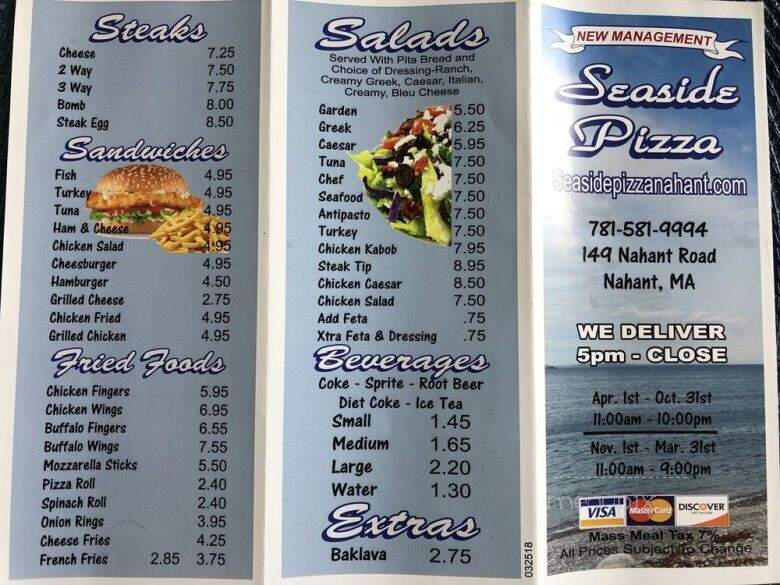 Steaks
Cheese 7.25
2 Way 7.50
3 Way 7.75
Bomb 8.00
Steak Egg 8.50
Sandwiches
Fish 4.95
Turkey 4.95
Tuna 4.95
Ham & Cheese 4.95
Chicken Salad 4.95
Cheesburger 4.95
Hamburger 4.50
Grilled Cheese 2.75
Chicken Fried 4.95
Grilled Chicken 4.95
Fried Foods
Chicken Fingers 5.95
Chicken Wings 6.95
Buffalo Fingers 6.55
Buffalo Wings 7.55
Mozzarella Sticks 5.50
Pizza Roll 2.40
Spinach Roll 2.40
Onion Rings 3.95
Cheese Fries 4.25
French Fries 2.85 3.75
Salads
Served With Pita Bread and
Choice of Dressing-Ranch,
Creamy Greek, Caesar, Italian,
Creamy, Bleu Cheese
Garden 5.50
Greek 6.25
Caesar 5.95
Tuna 7.50
Chef 7.50
Seafood 7.50
Antipasto 7.50
Turkey 7.50
Chicken Kabob 7.95
Steak Tip 8.95
Chicken Caesar 8.50
Chicken Salad 7.50
Add Feta .75
Xtra Feta & Dressing .75
Beverages
Coke - Sprite - Root Beer
Diet Coke - Ice Tea
Small 1.45
Medium 1.65
Large 2.20
Water 1.30
Extras
Baklava 2.75
032518
NEW MANAGEMENT
Seaside
Pizza
Seasidepizzanahant.com
781-581-9994
149 Nahant Road
Nahant, MA
WE DELIVER
5pm - CLOSE
Apr. 1st - Oct. 31st
11:00am - 10:00pm
Nov. 1st - Mar. 31st
11:00am - 9:00pm
VISA MasterCard DISCOVER
NETWORK
Mass Meal Tax 7%
All Prices Subject To Change